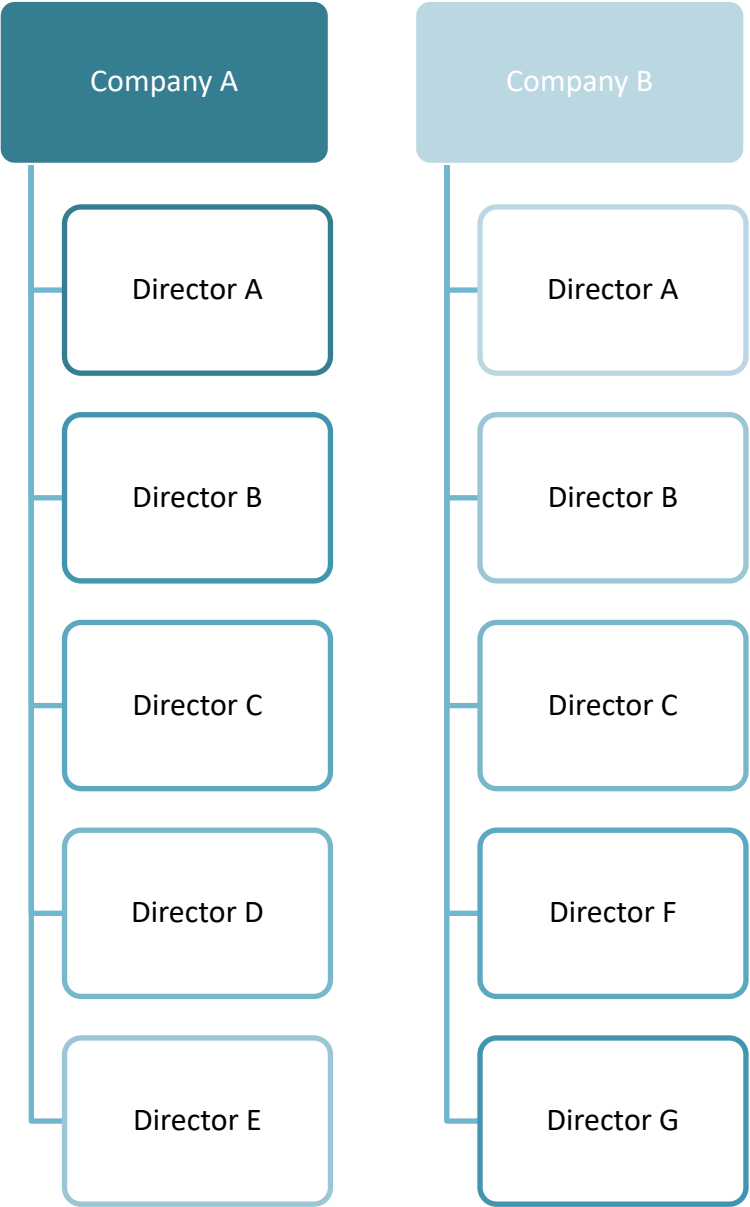 Company A
Director A
Director B
Director C
Director D
Director E
Company B
Director A
Director B
Director C
Director F
Director G